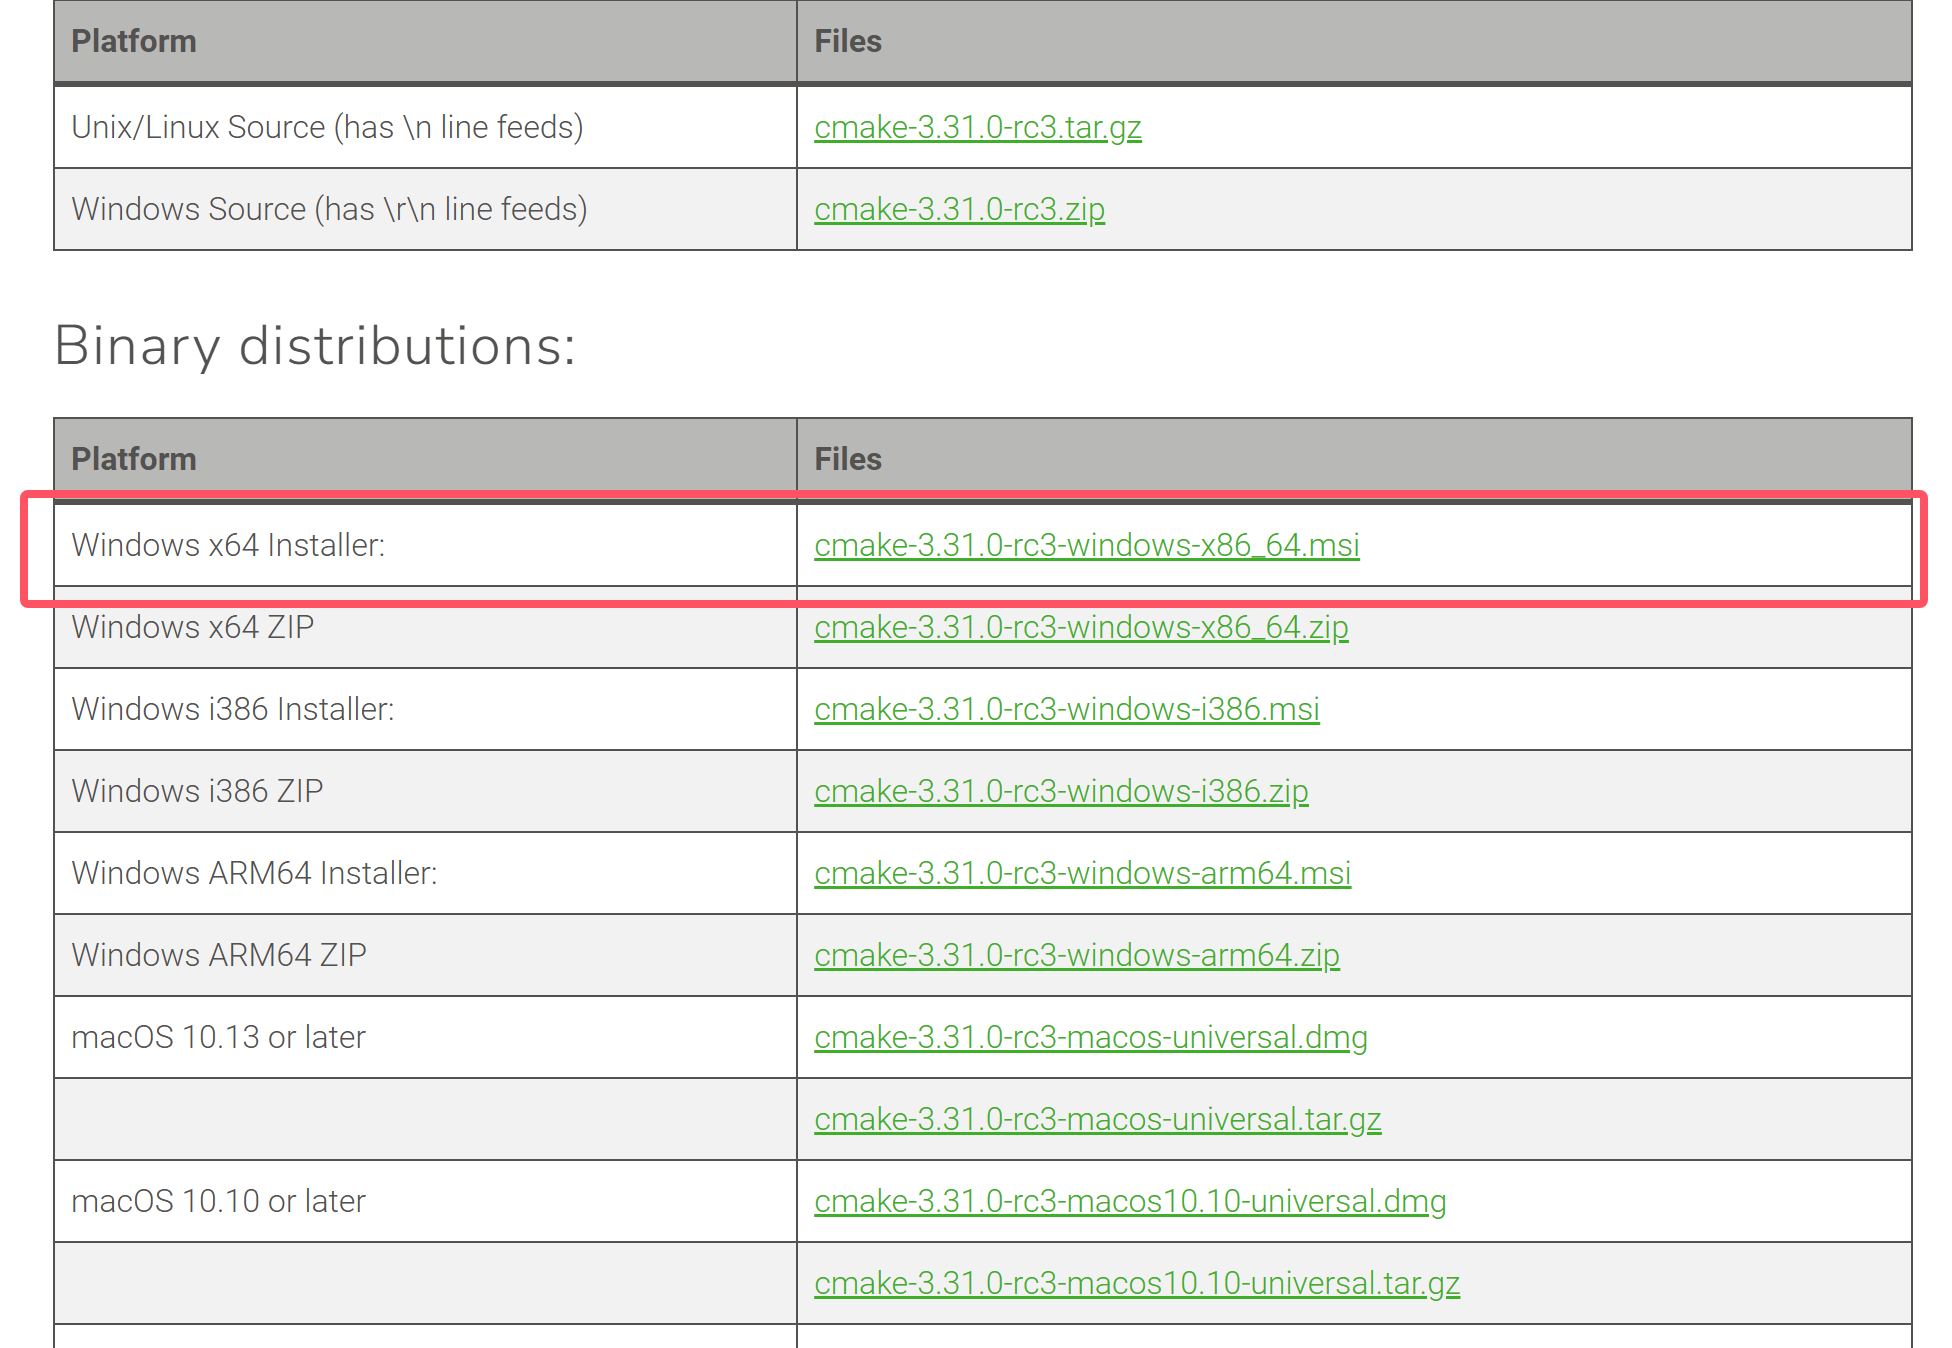 Platform Files
Unix/Linux Source (has \n line feeds) cmake-3.31.0-rc3.tar.gz
Windows Source (has \r\n line feeds) cmake-3.31.0-rc3.zip
Binary distributions:
Platform Files
Windows x64 Installer: cmake-3.31.0-rc3-windows-x86_64.msi
Windows x64 ZIP cmake-3.31.0-rc3-windows-x86_64.zip
Windows i386 Installer: cmake-3.31.0-rc3-windows-i386.msi
Windows i386 ZIP cmake-3.31.0-rc3-windows-i386.zip
Windows ARM64 Installer: cmake-3.31.0-rc3-windows-arm64.msi
Windows ARM64 ZIP cmake-3.31.0-rc3-windows-arm64.zip
macOS 10.13 or later cmake-3.31.0-rc3-macos-universal.dmg
cmake-3.31.0-rc3-macos-universal.tar.gz
macOS 10.10 or later cmake-3.31.0-rc3-macos10.10-universal.dmg
cmake-3.31.0-rc3-macos10.10-universal.tar.gz